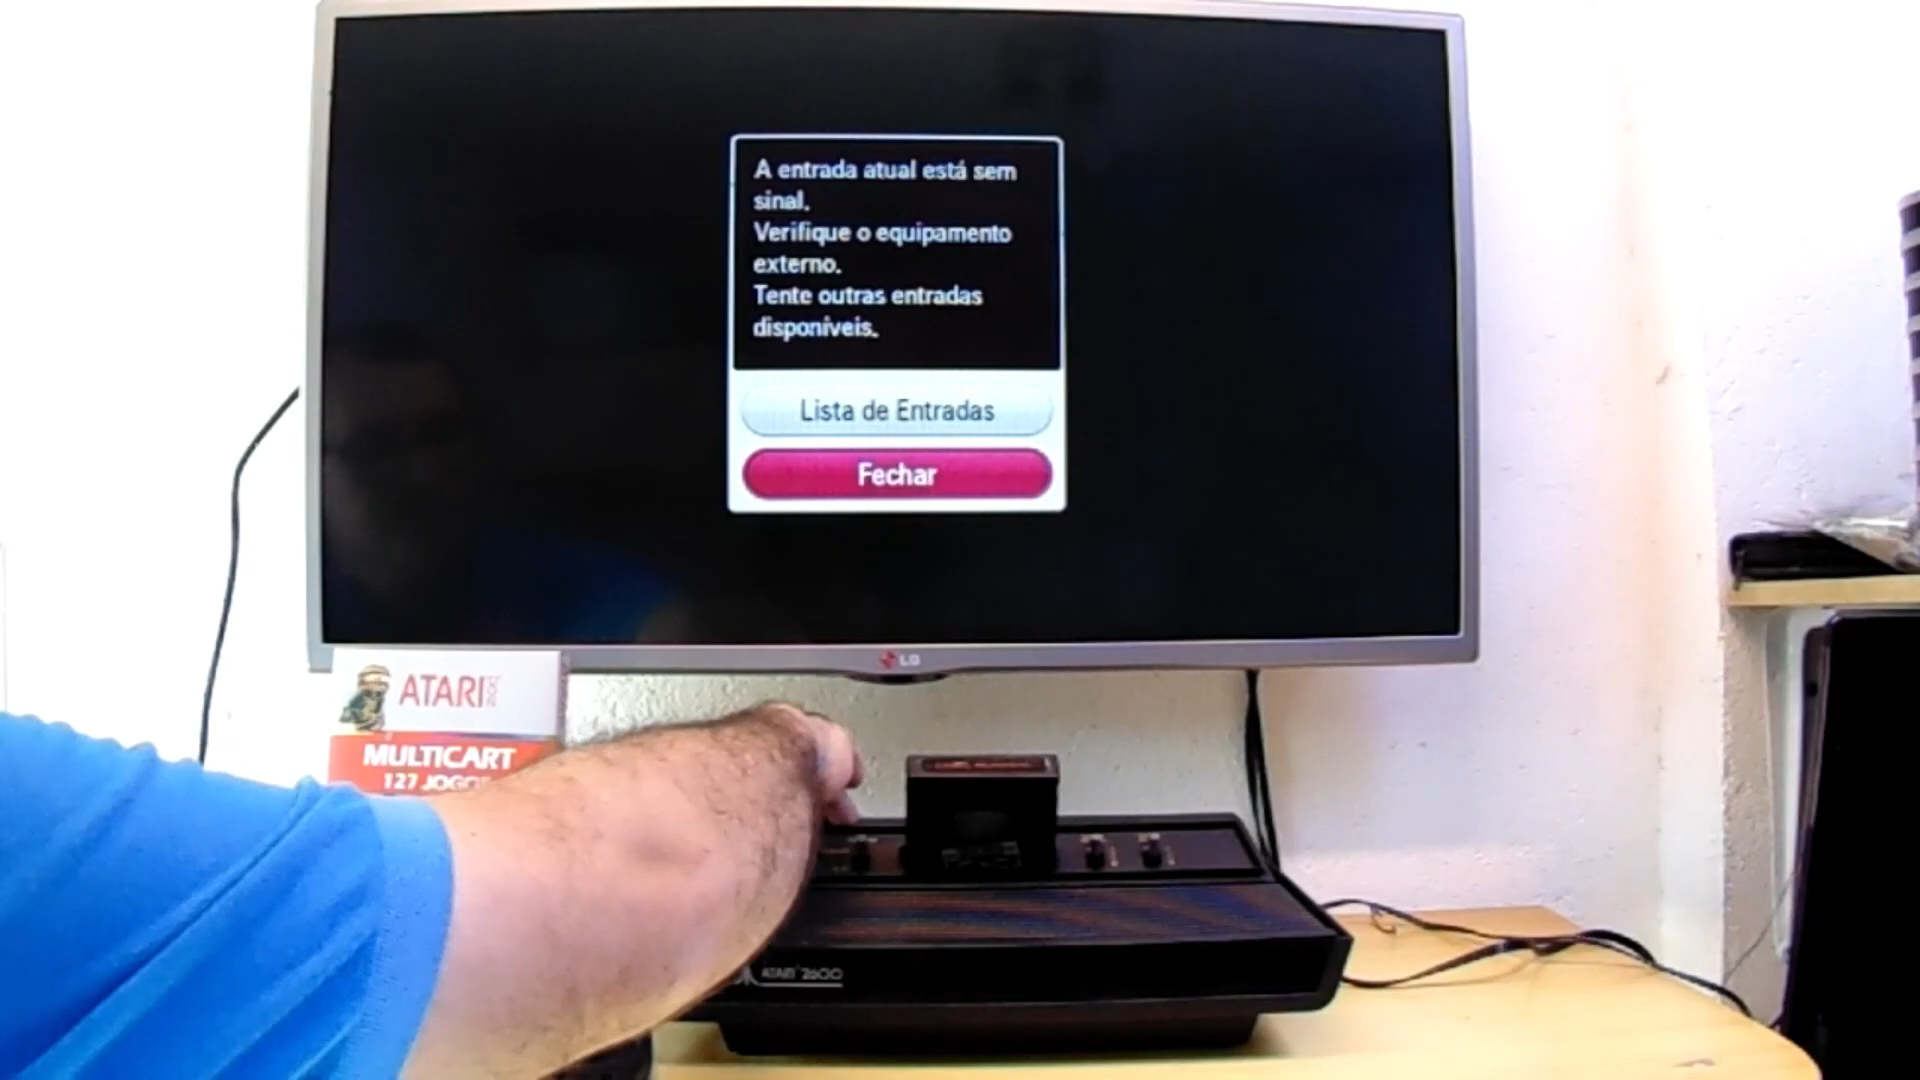 A entrada atual está sem
sinal.
Verifique o equipamento
externo.
Tente outras entradas
disponíveis.
Lista de Entradas
Fechar
LG
ATARI
MULTICART
127 JOGOS
ATARI 2600